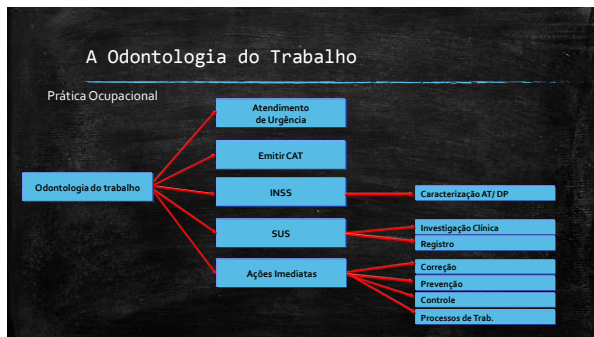 A Odontologia do Trabalho
Prática Ocupacional
Odontologia do trabalho
Atendimento
de Urgência
Emitir CAT
INSS
SUS
Ações Imediatas
Caracterização AT/ DP
Investigação Clínica
Registro
Correção
Prevenção
Controle
Processos de Trab.